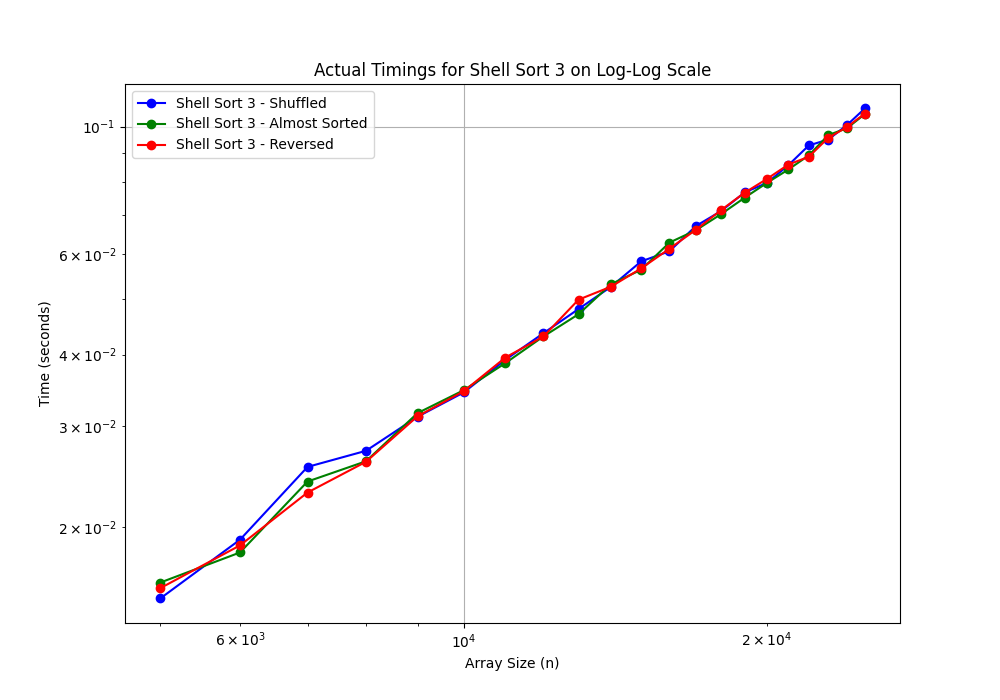 Actual Timings for Shell Sort 3 on Log-Log Scale
Shell Sort 3 - Shuffled
Shell Sort 3 - Almost Sorted
Shell Sort 3 - Reversed
10⁻¹
6 × 10⁻²
4 × 10⁻²
3 × 10⁻²
2 × 10⁻²
Time (seconds)
6 × 10³
10⁴
2 × 10⁴
Array Size (n)